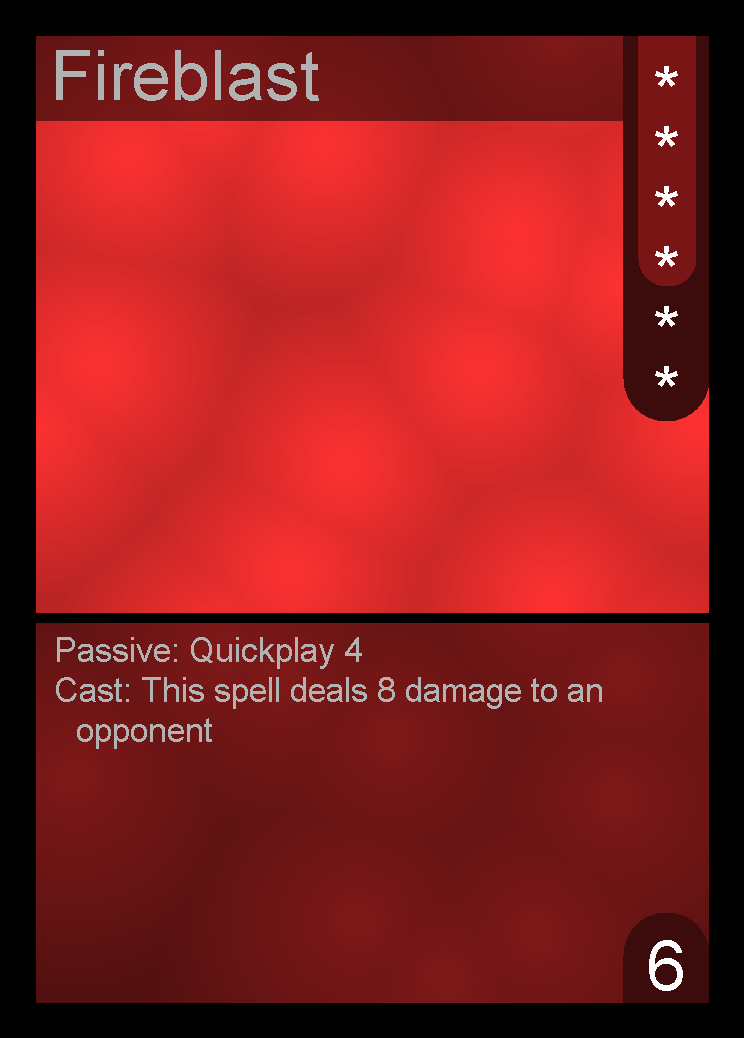 Fireblast
*
*
*
*
*
*
Passive: Quickplay 4
Cast: This spell deals 8 damage to an
opponent
6